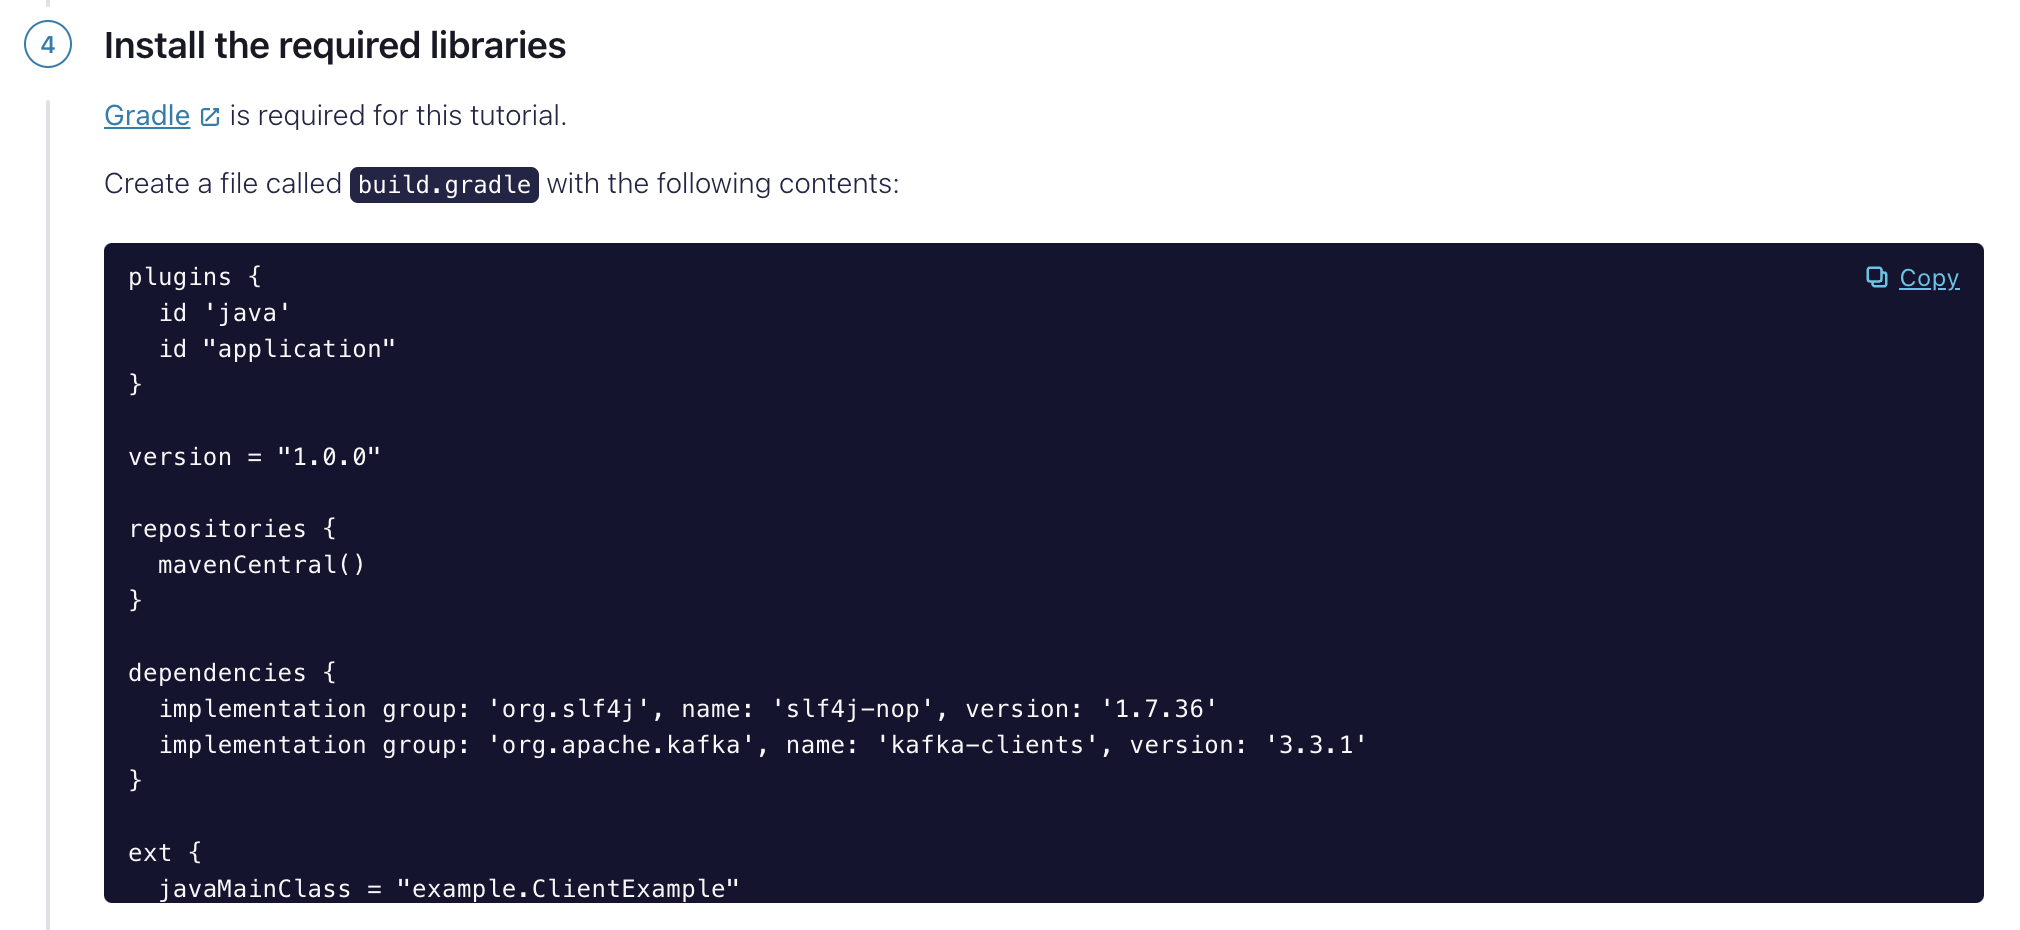 4
Install the required libraries
Gradle is required for this tutorial.
Create a file called build.gradle with the following contents:
Copy
plugins {
  id 'java'
  id "application"
}

version = "1.0.0"

repositories {
  mavenCentral()
}

dependencies {
  implementation group: 'org.slf4j', name: 'slf4j-nop', version: '1.7.36'
  implementation group: 'org.apache.kafka', name: 'kafka-clients', version: '3.3.1'
}

ext {
  javaMainClass = "example.ClientExample"